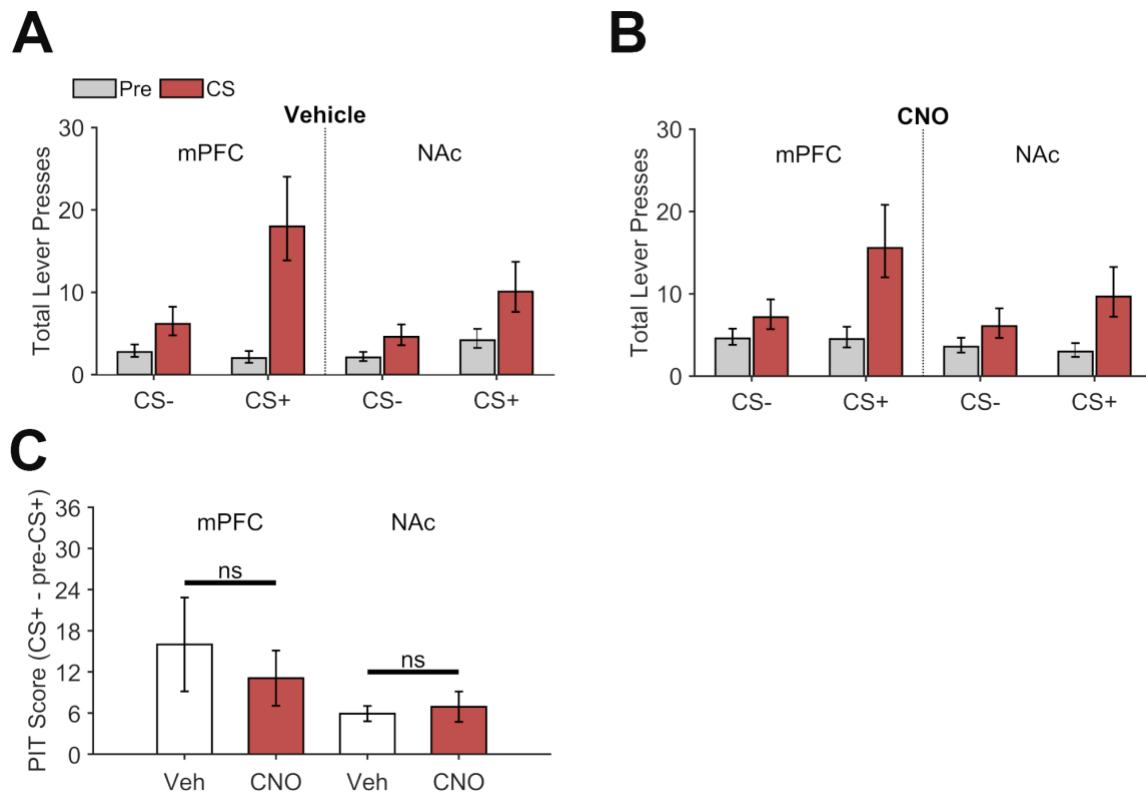 A
Pre CS
Vehicle
mPFC NAc
Total Lever Presses
30
20
10
0
CS- CS+ CS- CS+
B
CNO
mPFC NAc
Total Lever Presses
30
20
10
0
CS- CS+ CS- CS+
C
PIT Score (CS+ - pre-CS+)
36
30
24
18
12
6
0
mPFC NAc
ns
ns
Veh CNO Veh CNO